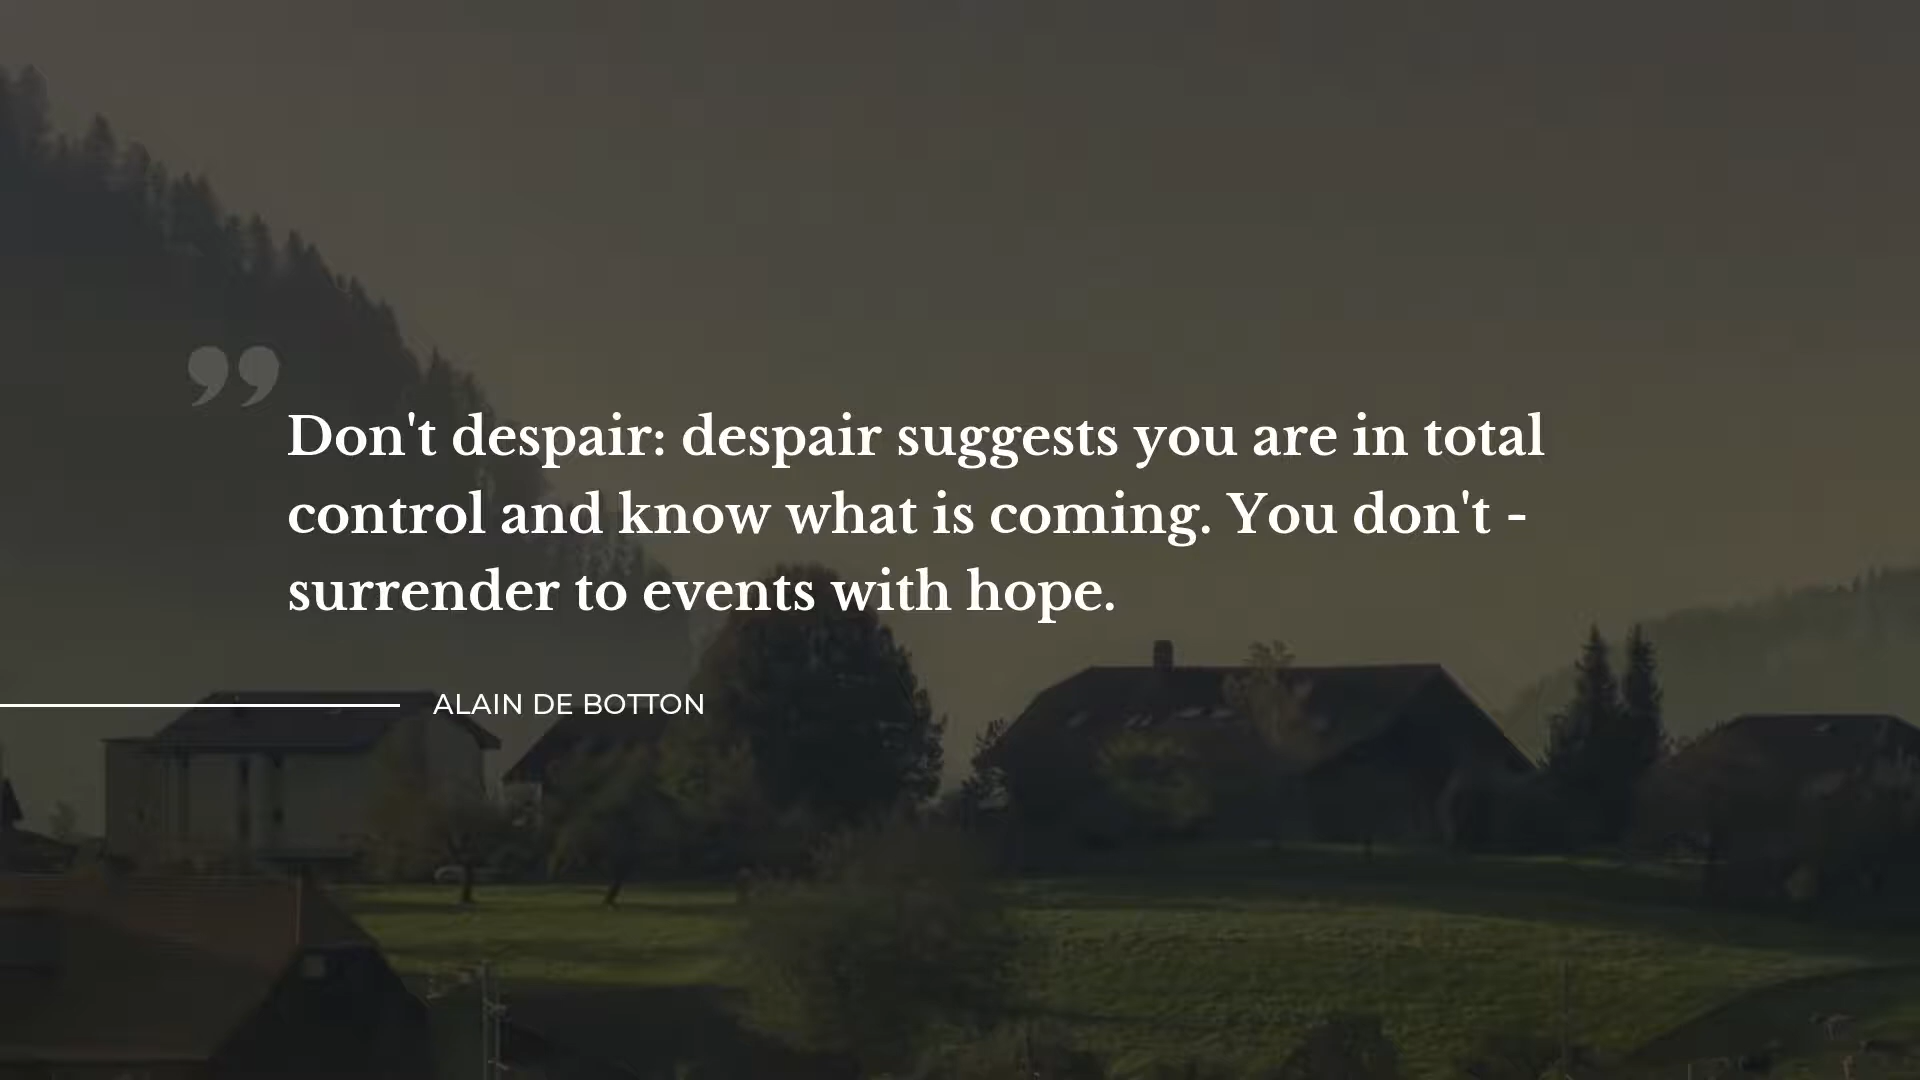 ”
Don't despair: despair suggests you are in total
control and know what is coming. You don't -
surrender to events with hope.
ALAIN DE BOTTON